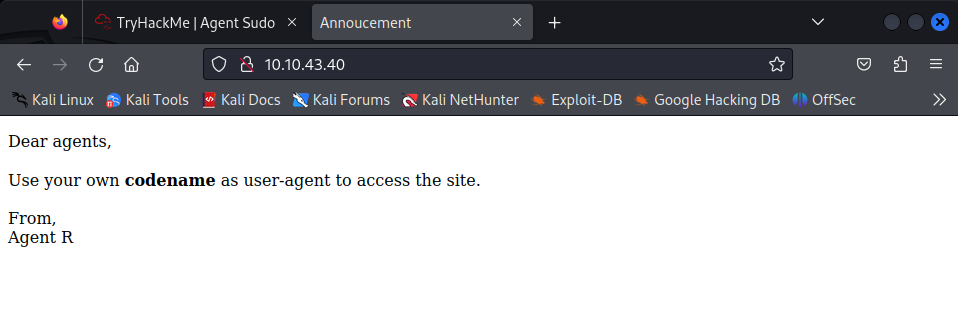 TryHackMe | Agent Sudo
Annoucement
10.10.43.40
Kali Linux
Kali Tools
Kali Docs
Kali Forums
Kali NetHunter
Exploit-DB
Google Hacking DB
OffSec
Dear agents,
Use your own codename as user-agent to access the site.
From,
Agent R